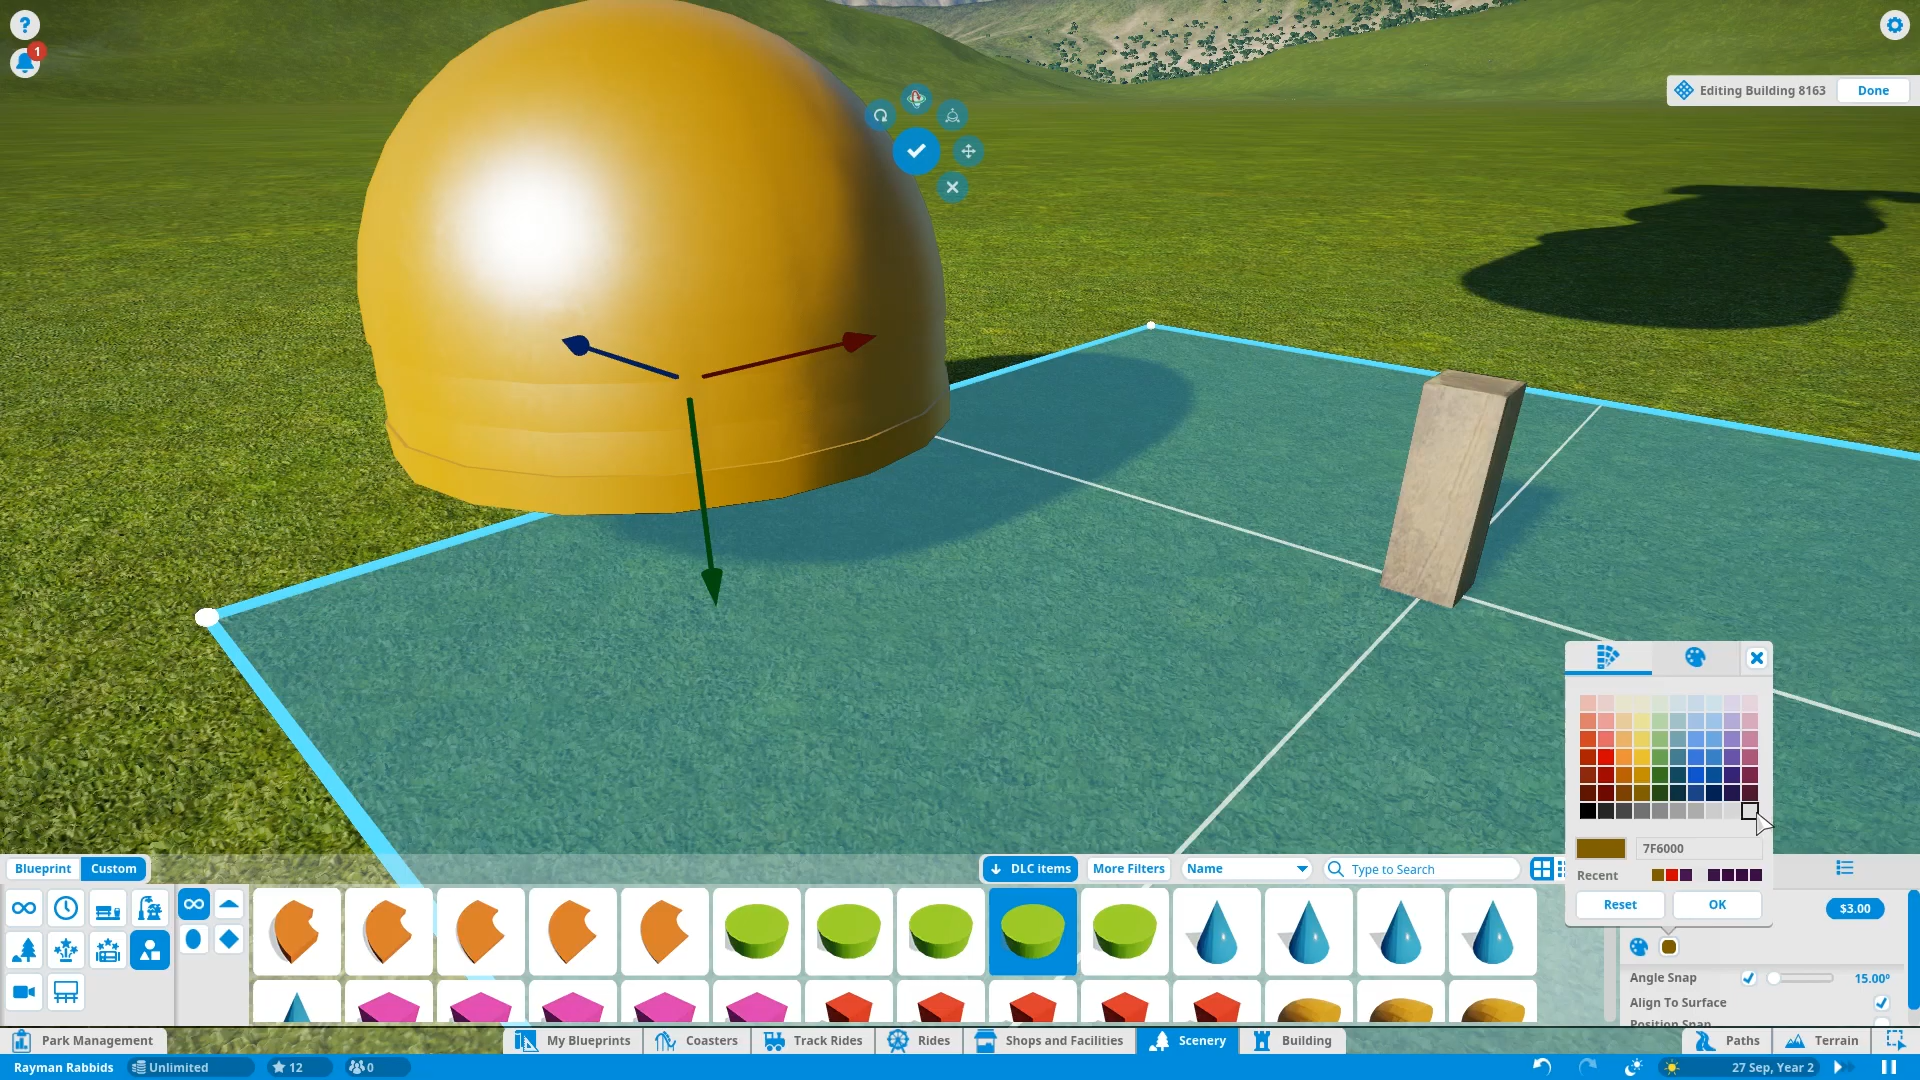 ?
1
Editing Building 8163
Done
7F6000
Recent
Reset
OK
Blueprint
Custom
DLC items
More Filters
Name
Type to Search
$3.00
Angle Snap
15.00°
Align To Surface
Position Snap
Park Management
My Blueprints
Coasters
Track Rides
Rides
Shops and Facilities
Scenery
Building
Paths
Terrain
Rayman Rabbids
Unlimited
12
0
27 Sep, Year 2